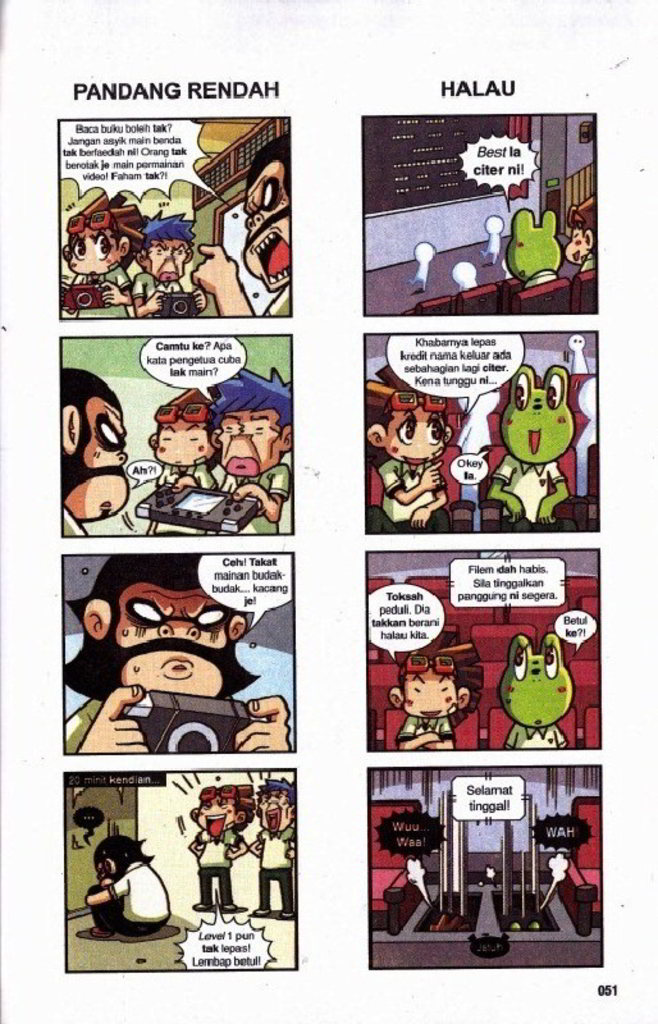 PANDANG RENDAH
Baca buku boleh tak?
Jangan asyik main benda
tak berfaedah ni! Orang tak
berotak je main permainan
video! Faham tak?!
Camtu ke? Apa
kata pengetua cuba
lak main?
Ah?!
Ceh! Takat
mainan budak-
budak.... kacang
je!
20 minit kendian...
...
Level 1 pun
tak lepas!
Lembap betul!
HALAU
Best la
citer ni!
Khabarnya lepas
kredit nama keluar ada
sebahagian lagi citer.
Kena tunggu ni...
Okey
la.
Filem dah habis.
Sila tinggalkan
panggung ni segera.
Toksah
peduli. Dia
takkan berani
halau kita.
Betul
ke?!
Selamat
tinggal!
Wuu...
Waa!
WAH!
Jatuh
051